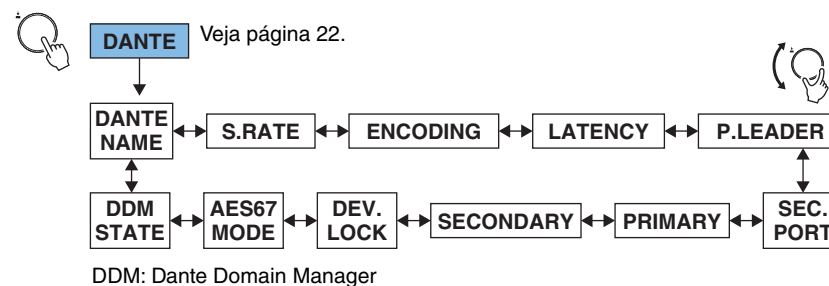 DANTE
Veja página 22.
DANTE
NAME
S.RATE
ENCODING
LATENCY
P.LEADER
DDM
STATE
AES67
MODE
DEV.
LOCK
SECONDARY
PRIMARY
SEC.
PORT
DDM: Dante Domain Manager